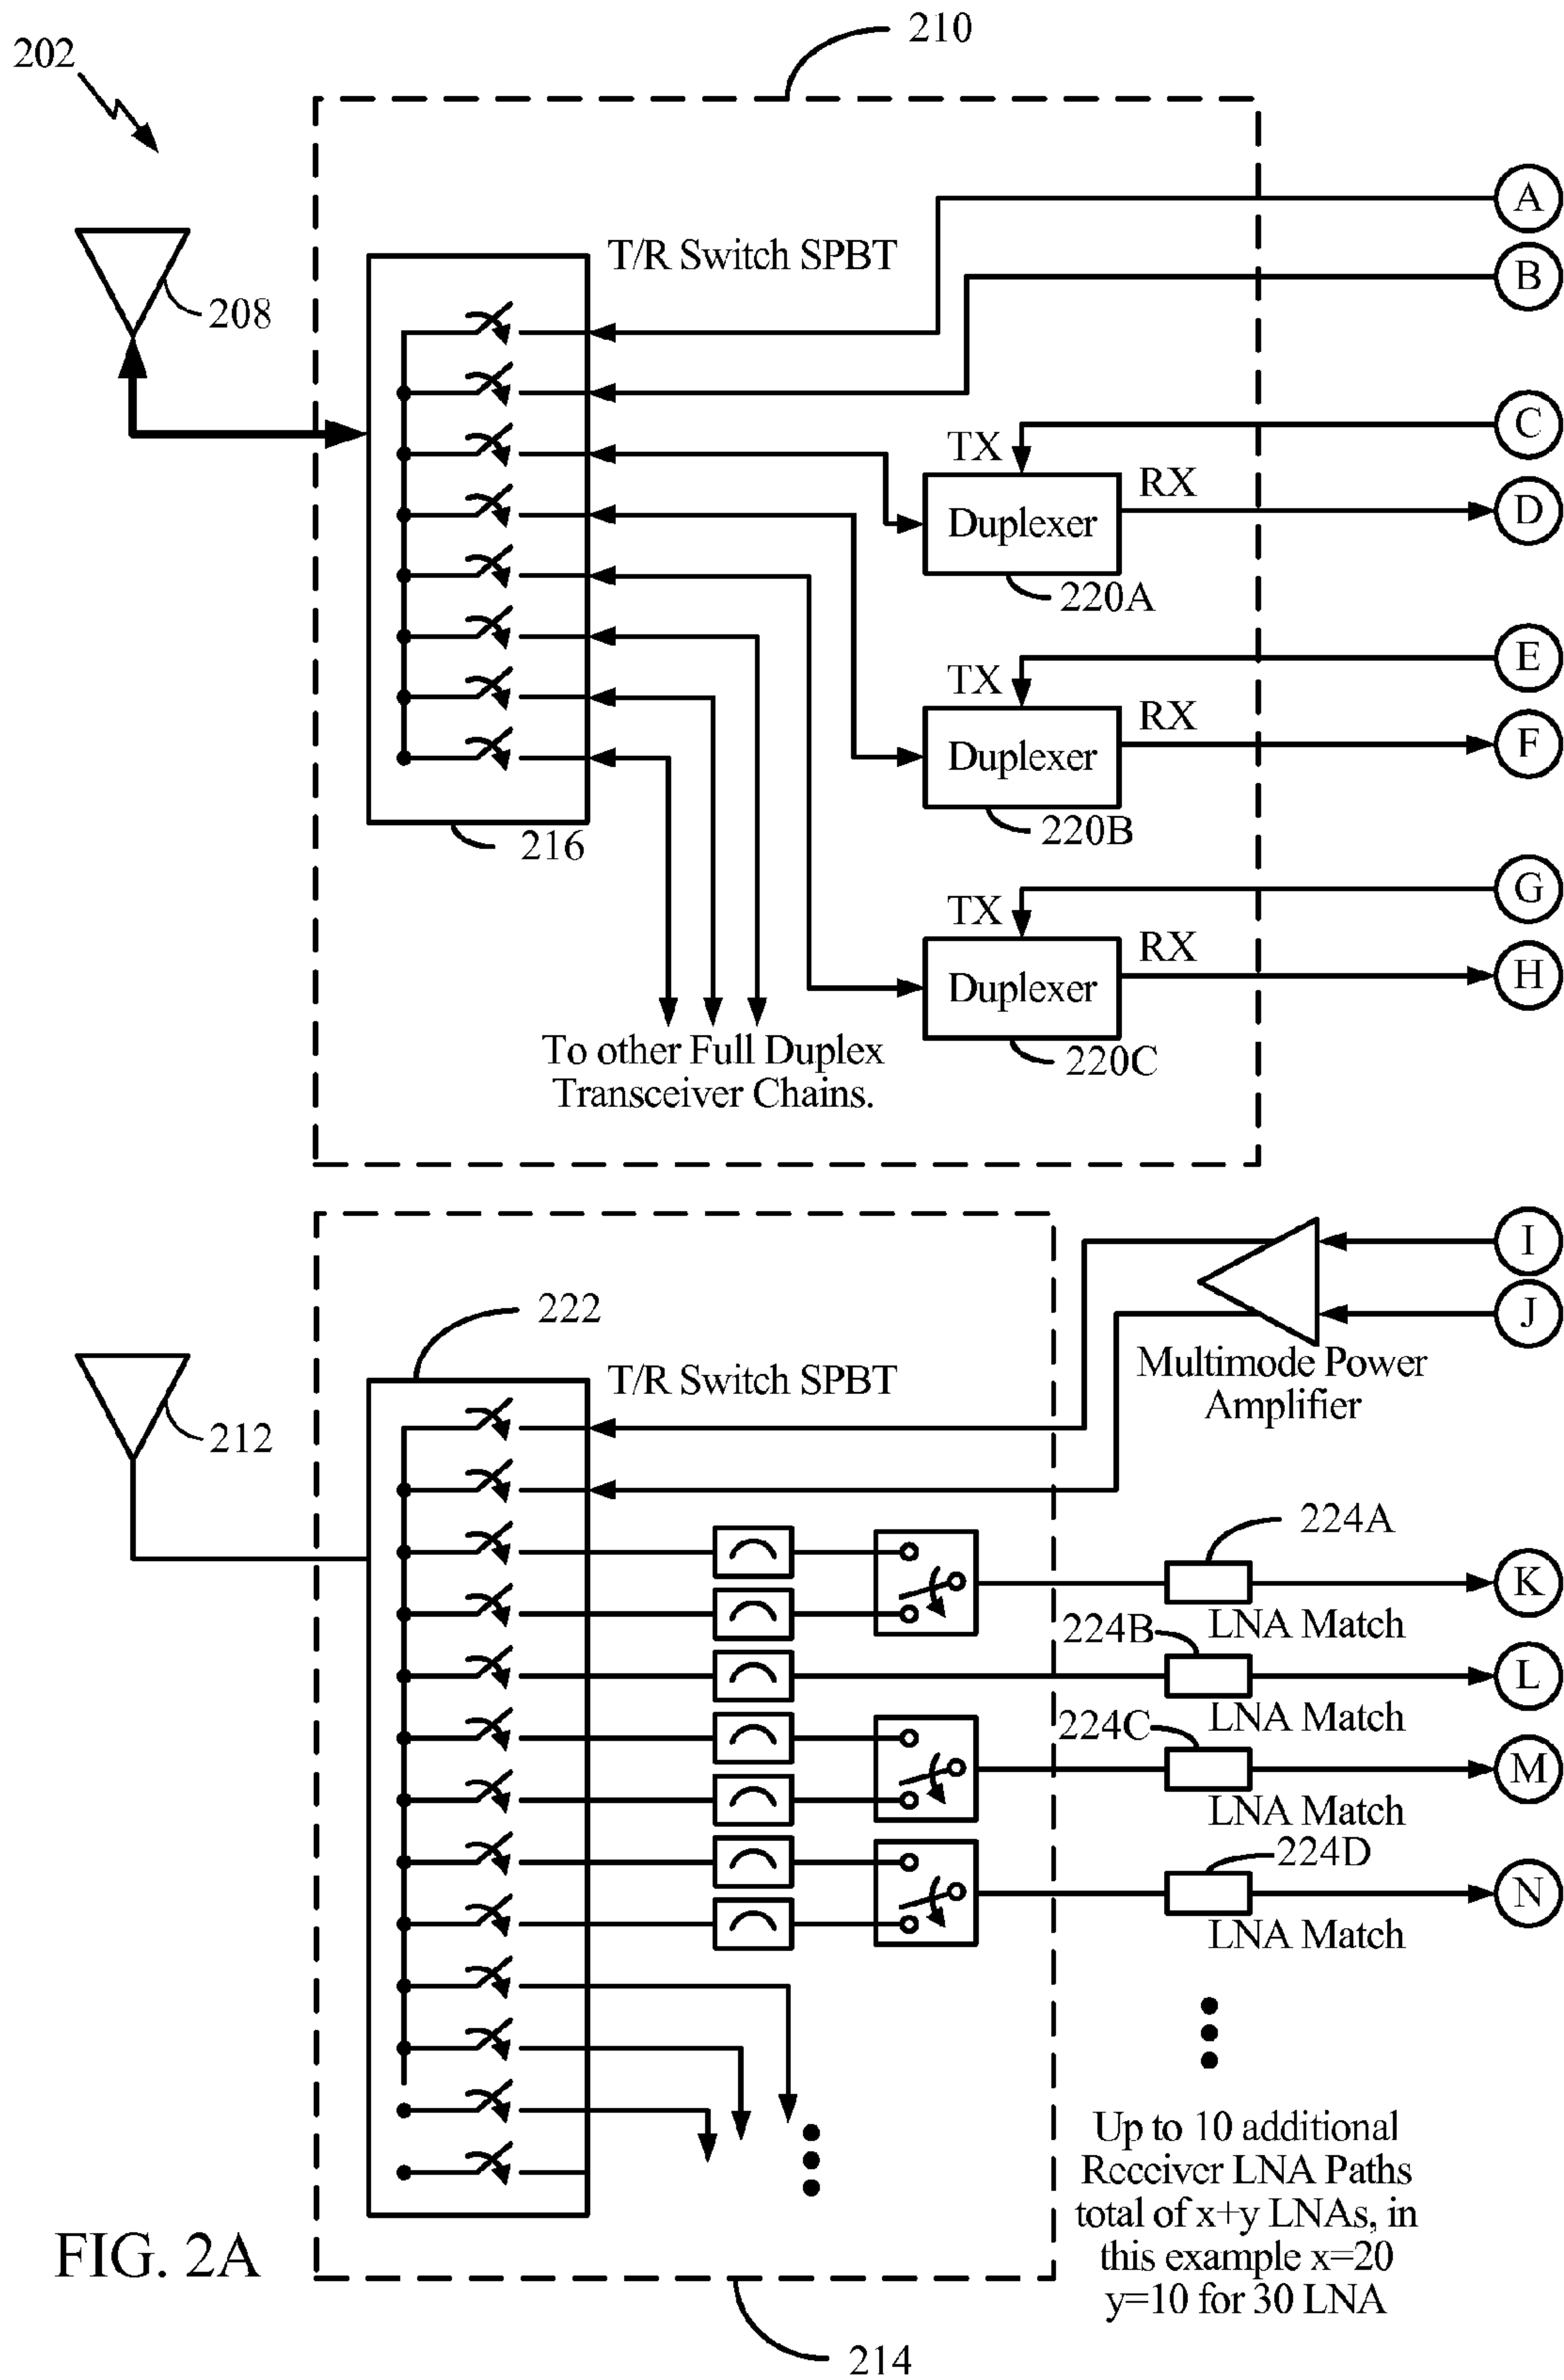 210
202
A
T/R Switch SPBT
B
208
C
TX
RX
D
Duplexer
220A
E
TX
RX
F
Duplexer
220B
216
G
TX
RX
H
Duplexer
To other Full Duplex
Transceiver Chains.
220C
I
222
J
T/R Switch SPBT
Multimode Power
Amplifier
212
224A
K
LNA Match
224B
L
LNA Match
224C
M
LNA Match
224D
N
LNA Match
Up to 10 additional
Receiver LNA Paths
total of x+y LNAs, in
this example x=20
y=10 for 30 LNA
FIG. 2A
214